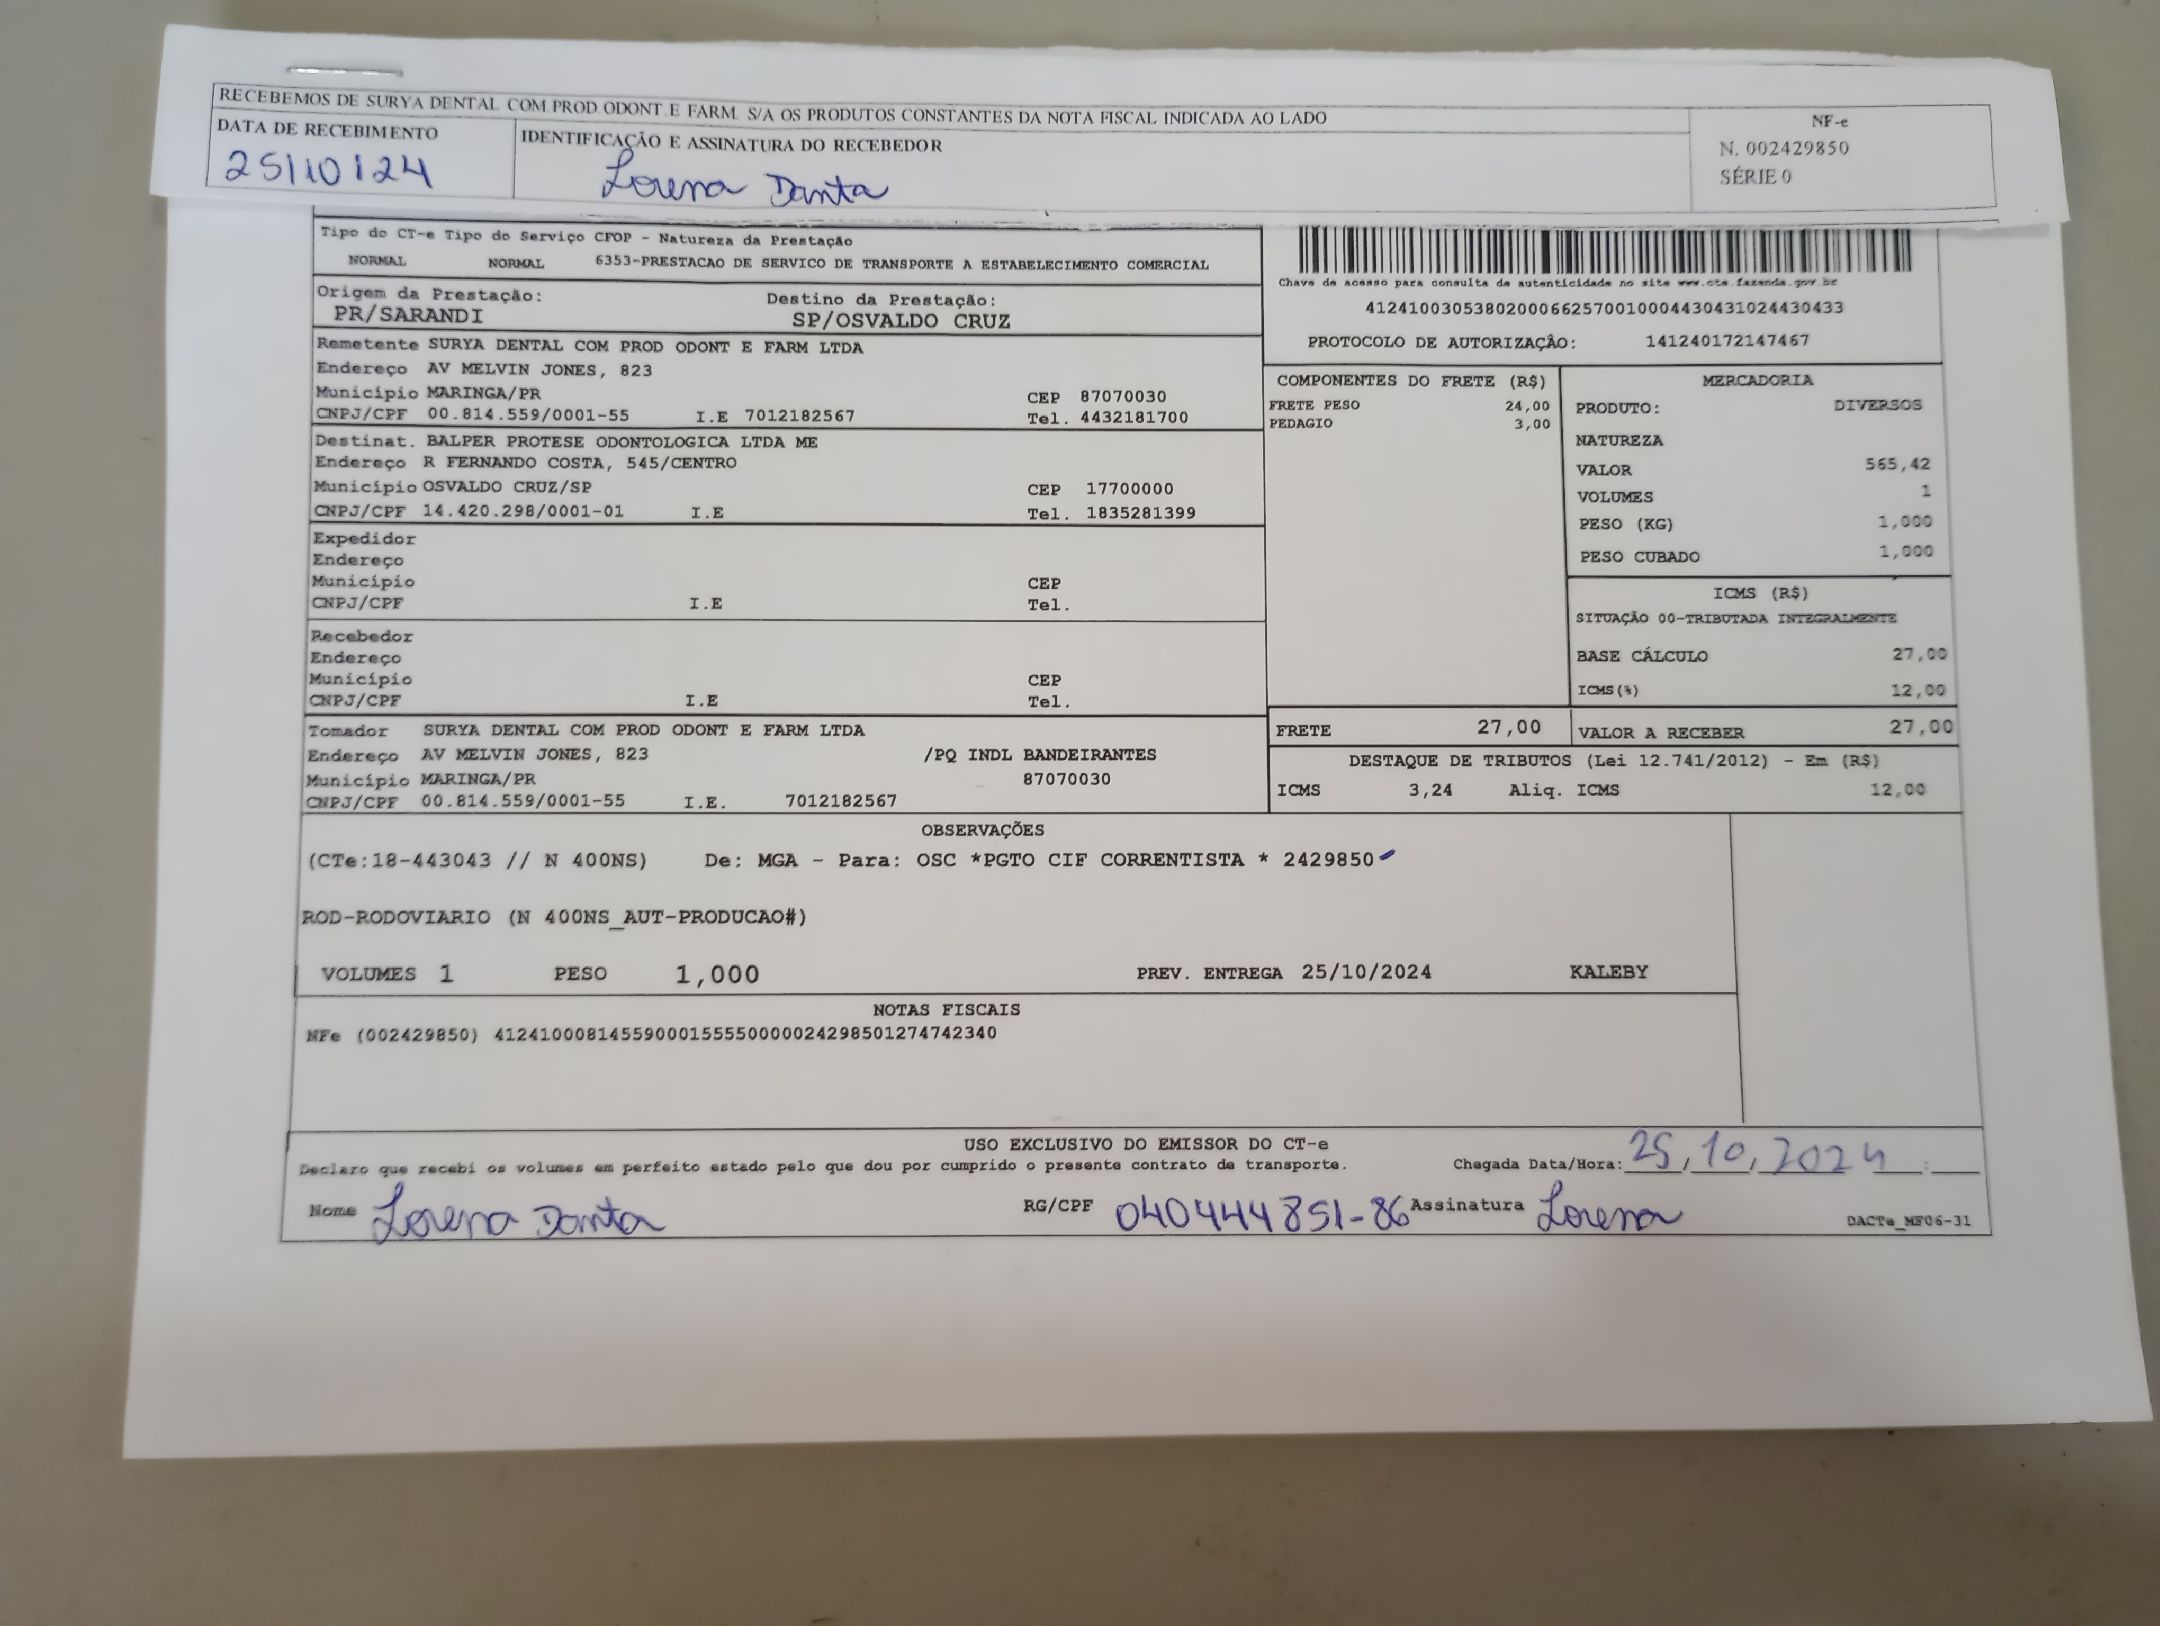 RECEBEMOS DE SURYA DENTAL COM PROD ODONT E FARM. S/A OS PRODUTOS CONSTANTES DA NOTA FISCAL INDICADA AO LADO
DATA DE RECEBIMENTO
25/10/24
IDENTIFICAÇÃO E ASSINATURA DO RECEBEDOR
Lorena Danta
NF-e
N. 002429850
SÉRIE 0
Tipo do CT-e Tipo do Serviço CFOP - Natureza da Prestação
NORMAL NORMAL 6353-PRESTACAO DE SERVICO DE TRANSPORTE A ESTABELECIMENTO COMERCIAL
Origem da Prestação: Destino da Prestação:
PR/SARANDI SP/OSVALDO CRUZ
Chave de acesso para consulta de autenticidade no site www.cte.fazenda.gov.br
41241003053802000662570010004430431024430433
PROTOCOLO DE AUTORIZAÇÃO: 141240172147467
Remetente SURYA DENTAL COM PROD ODONT E FARM LTDA
Endereço AV MELVIN JONES, 823
Município MARINGA/PR CEP 87070030
CNPJ/CPF 00.814.559/0001-55 I.E 7012182567 Tel. 4432181700
Destinat. BALPER PROTESE ODONTOLOGICA LTDA ME
Endereço R FERNANDO COSTA, 545/CENTRO
Município OSVALDO CRUZ/SP CEP 17700000
CNPJ/CPF 14.420.298/0001-01 I.E Tel. 1835281399
Expedidor
Endereço
Município CEP
CNPJ/CPF I.E Tel.
Recebedor
Endereço
Município CEP
CNPJ/CPF I.E Tel.
Tomador SURYA DENTAL COM PROD ODONT E FARM LTDA
Endereço AV MELVIN JONES, 823 /PQ INDL BANDEIRANTES
Município MARINGA/PR 87070030
CNPJ/CPF 00.814.559/0001-55 I.E. 7012182567
COMPONENTES DO FRETE (R$)
FRETE PESO 24,00
PEDAGIO 3,00
MERCADORIA
PRODUTO: DIVERSOS
NATUREZA
VALOR 565,42
VOLUMES 1
PESO (KG) 1,000
PESO CUBADO 1,000
ICMS (R$)
SITUAÇÃO 00-TRIBUTADA INTEGRALMENTE
BASE CÁLCULO 27,00
ICMS(%) 12,00
FRETE 27,00 VALOR A RECEBER 27,00
DESTAQUE DE TRIBUTOS (Lei 12.741/2012) - Em (R$)
ICMS 3,24 Aliq. ICMS 12,00
OBSERVAÇÕES
(CTe:18-443043 // N 400NS) De: MGA - Para: OSC *PGTO CIF CORRENTISTA * 2429850
ROD-RODOVIARIO (N 400NS_AUT-PRODUCAO#)
VOLUMES 1 PESO 1,000 PREV. ENTREGA 25/10/2024 KALEBY
NOTAS FISCAIS
NFe (002429850) 41241000814559000155550000024298501274742340
USO EXCLUSIVO DO EMISSOR DO CT-e
Declaro que recebi os volumes em perfeito estado pelo que dou por cumprido o presente contrato de transporte. Chegada Data/Hora: 25/10/2024 :
Nome Lorena Danta RG/CPF 040444851-86 Assinatura Lorena
DACTe_MF06-31